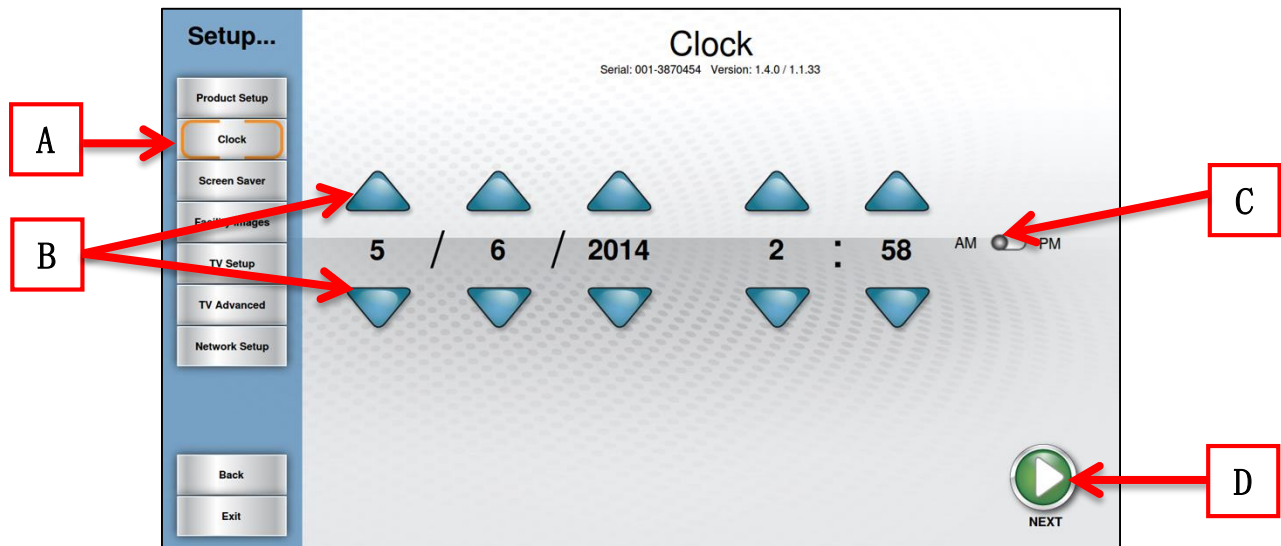 Setup...
Clock
Serial: 001-3870454 Version: 1.4.0 / 1.1.33
Product Setup
A
Clock
Screen Saver
C
Facility Images
B
5 / 6 / 2014 2 : 58 AM PM
TV Setup
TV Advanced
Network Setup
Back
D
Exit
NEXT